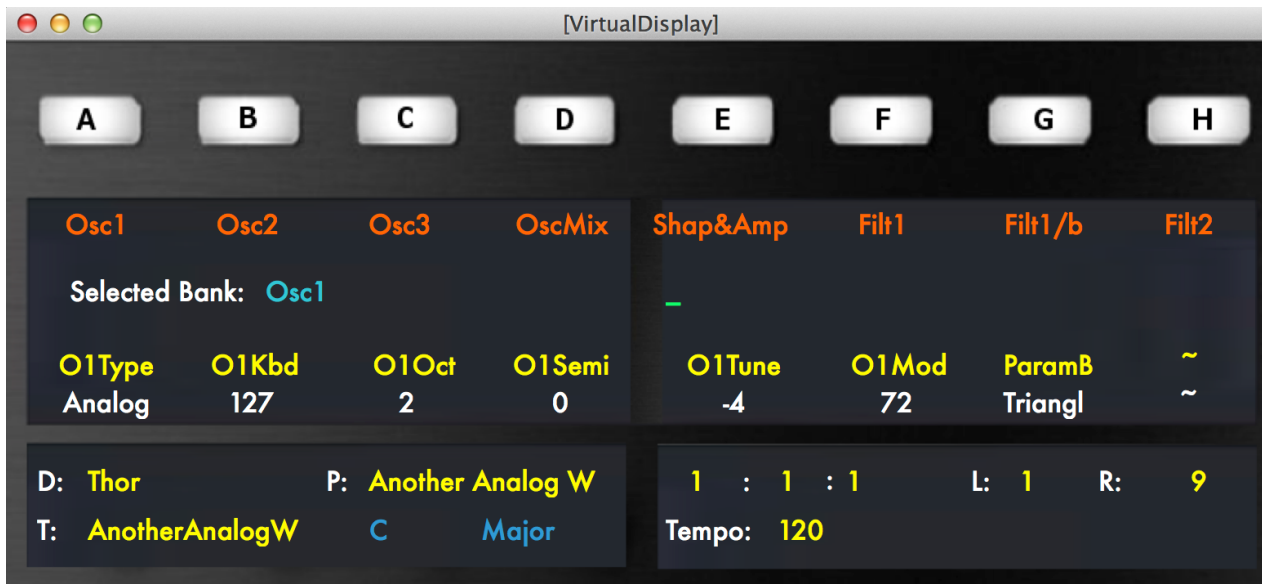 [VirtualDisplay]
A B C D E F G H
Osc1 Osc2 Osc3 OscMix Shap&Amp Filt1 Filt1/b Filt2
Selected Bank: Osc1 _
O1Type O1Kbd O1Oct O1Semi O1Tune O1Mod ParamB ~
Analog 127 2 0 -4 72 Triangl ~
D: Thor P: Another Analog W 1 : 1 : 1 L: 1 R: 9
T: AnotherAnalogW C Major Tempo: 120